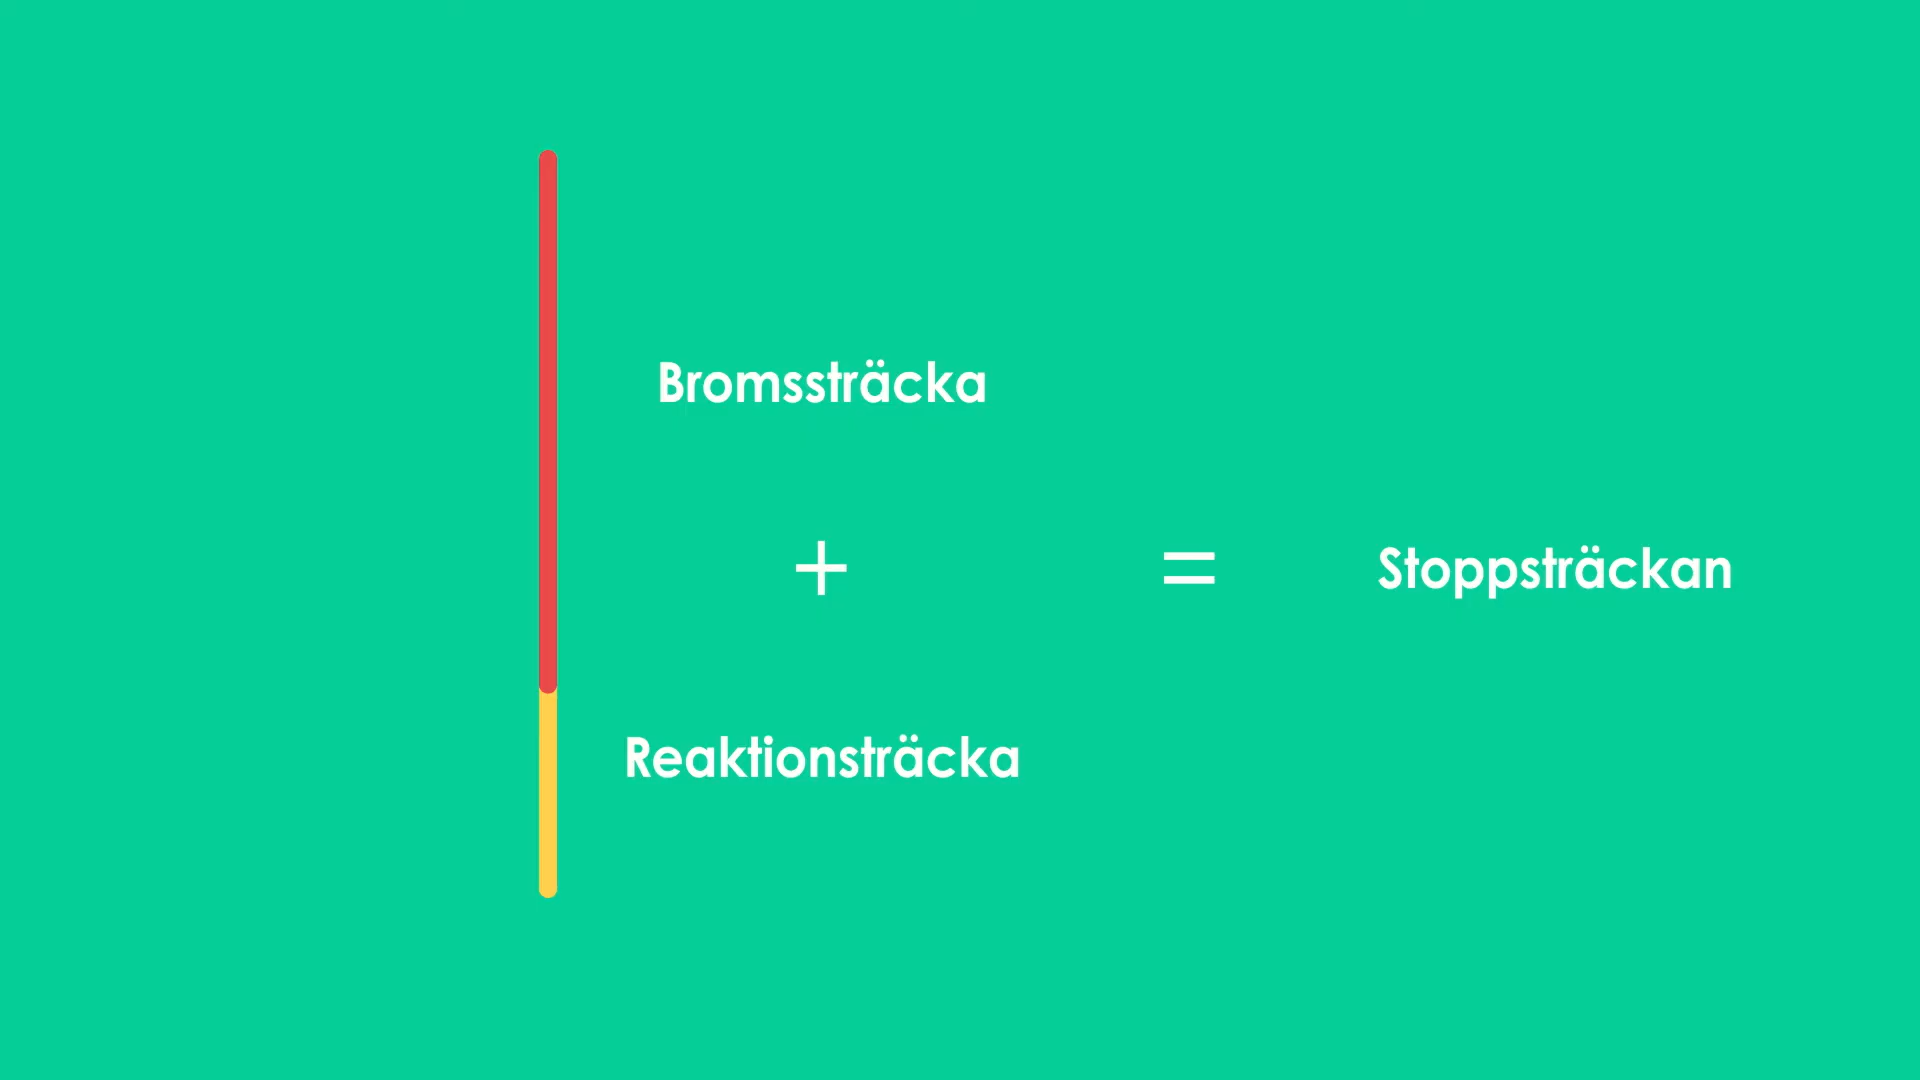 Bromssträcka
+
=
Stoppsträckan
Reaktionsträcka